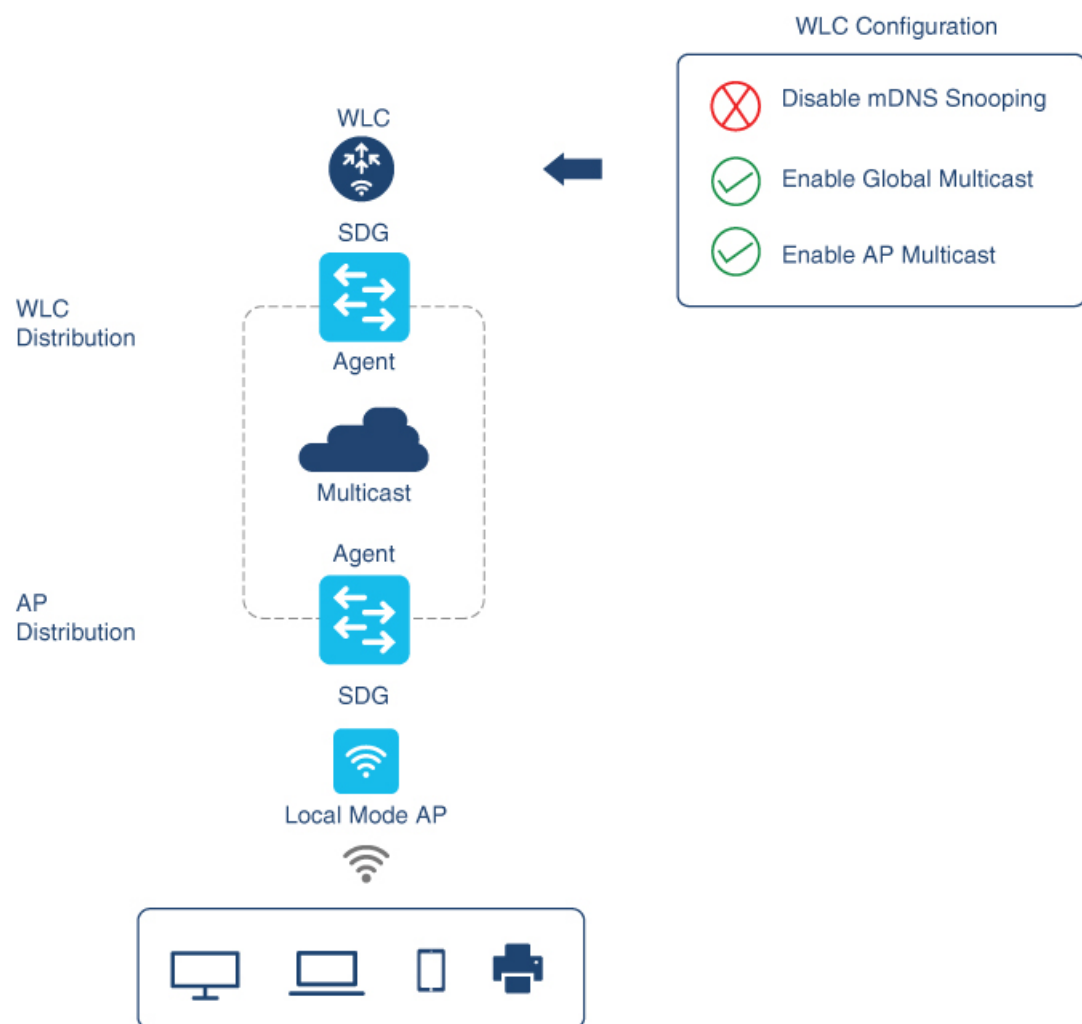 WLC Configuration
Disable mDNS Snooping
Enable Global Multicast
Enable AP Multicast
WLC
SDG
WLC
Distribution
Agent
Multicast
Agent
AP
Distribution
SDG
Local Mode AP